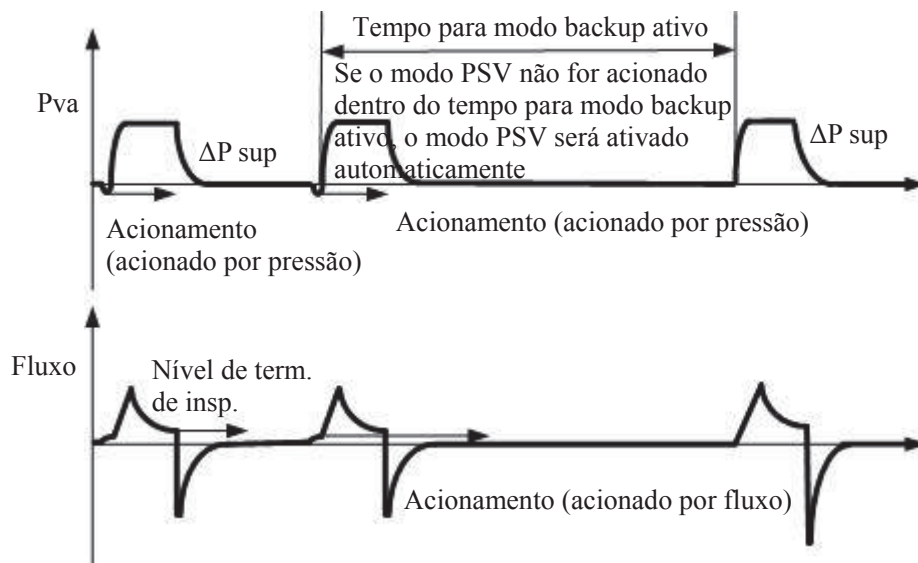 Tempo para modo backup ativo
Se o modo PSV não for acionado
dentro do tempo para modo backup
ativo, o modo PSV será ativado
automaticamente
Pva
ΔP sup
ΔP sup
Acionamento
(acionado por pressão)
Acionamento (acionado por pressão)
Fluxo
Nível de term.
de insp.
Acionamento (acionado por fluxo)